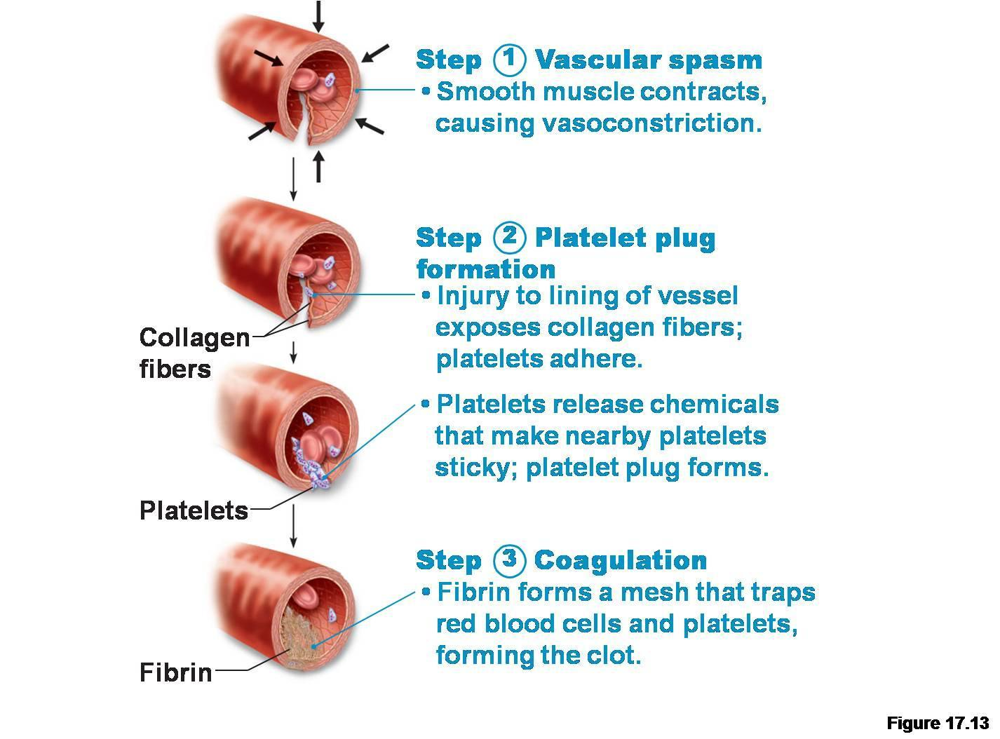 Step 1 Vascular spasm
• Smooth muscle contracts,
causing vasoconstriction.
Step 2 Platelet plug
formation
• Injury to lining of vessel
exposes collagen fibers;
platelets adhere.
Collagen
fibers
• Platelets release chemicals
that make nearby platelets
sticky; platelet plug forms.
Platelets
Step 3 Coagulation
• Fibrin forms a mesh that traps
red blood cells and platelets,
forming the clot.
Fibrin
Figure 17.13